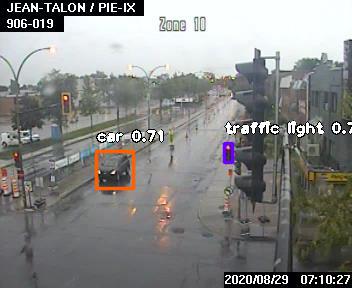 JEAN-TALON / PIE-IX
Zone 10
906-019
car 0.71
traffic light 0.7
2020/08/29 07:10:27